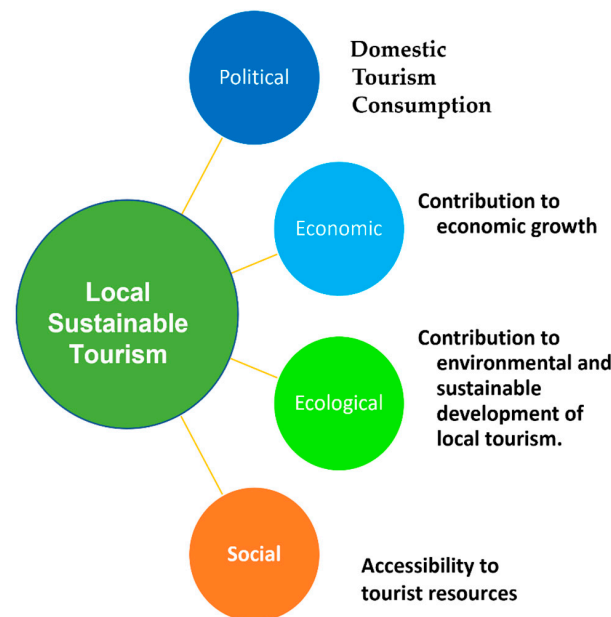 Political
Domestic
Tourism
Consumption
Economic
Contribution to
economic growth
Local
Sustainable
Tourism
Ecological
Contribution to
environmental and
sustainable
development of
local tourism.
Social
Accessibility to
tourist resources